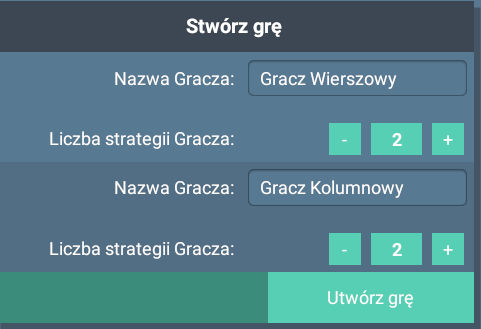 Stwórz grę
Nazwa Gracza: Gracz Wierszowy
Liczba strategii Gracza: - 2 +
Nazwa Gracza: Gracz Kolumnowy
Liczba strategii Gracza: - 2 +
Utwórz grę